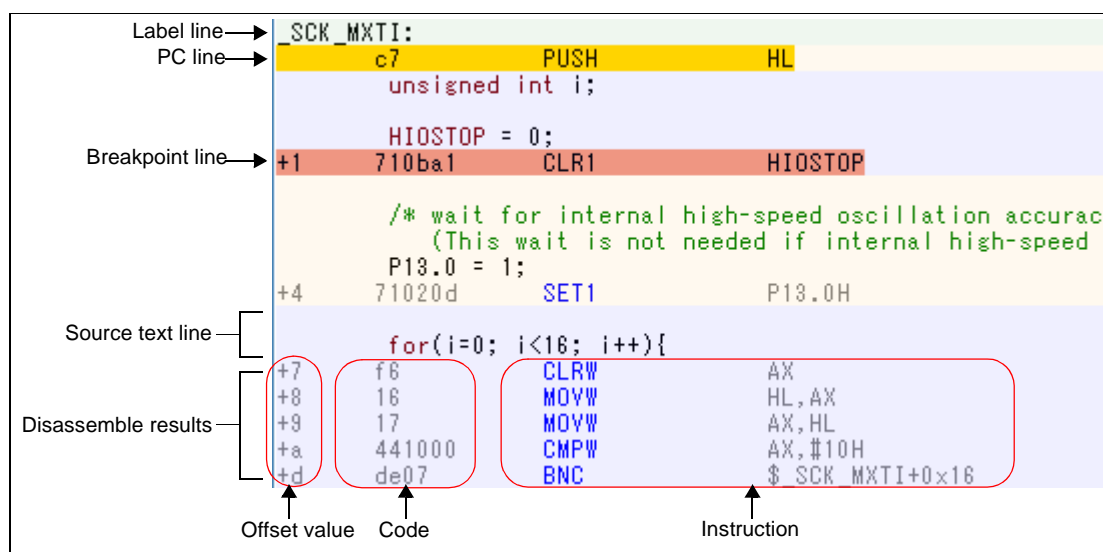 Label line _SCK_MXTI:
PC line c7 PUSH HL
unsigned int i;
HIOSTOP = 0;
Breakpoint line +1 710ba1 CLR1 HIOSTOP
/* wait for internal high-speed oscillation accurac
(This wait is not needed if internal high-speed
P13.0 = 1;
+4 71020d SET1 P13.0H
Source text line
for(i=0; i<16; i++){
+7 f6 CLRW AX
+8 16 MOVW HL,AX
Disassemble results +9 17 MOVW AX,HL
+a 441000 CMPW AX,#10H
+d de07 BNC $_SCK_MXTI+0x16
Offset value Code Instruction